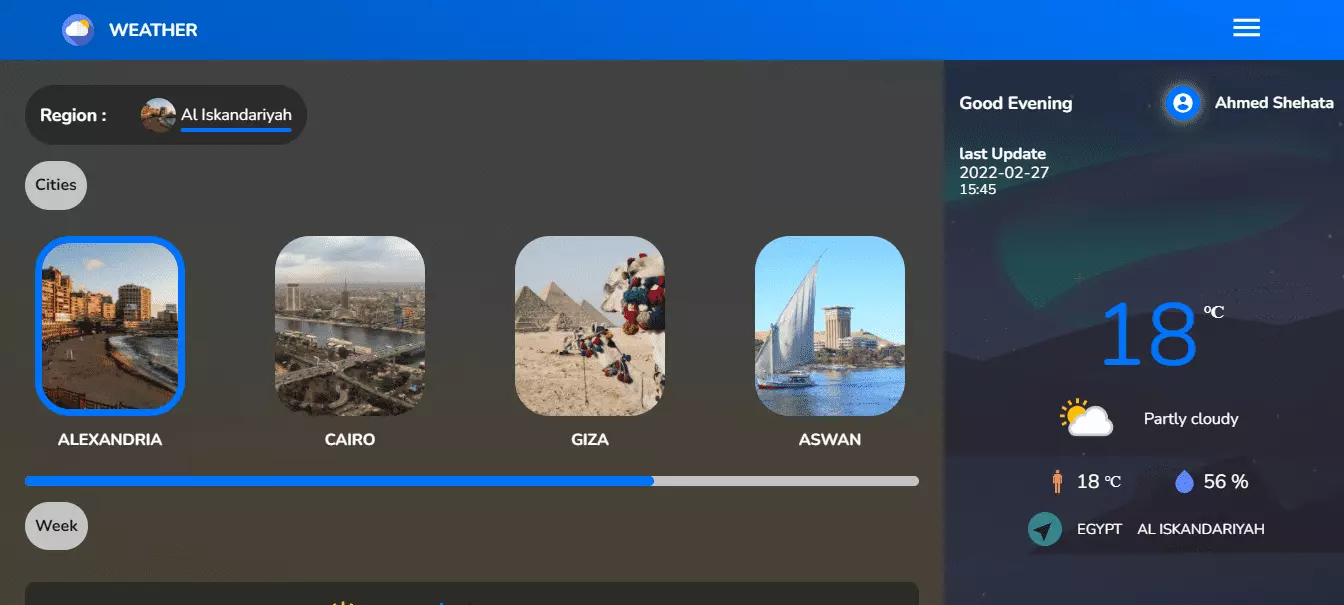 WEATHER
Region :
Al Iskandariyah
Cities
ALEXANDRIA
CAIRO
GIZA
ASWAN
Week
Good Evening
Ahmed Shehata
last Update
2022-02-27
15:45
18 ℃
Partly cloudy
18 ℃
56 %
EGYPT AL ISKANDARIYAH